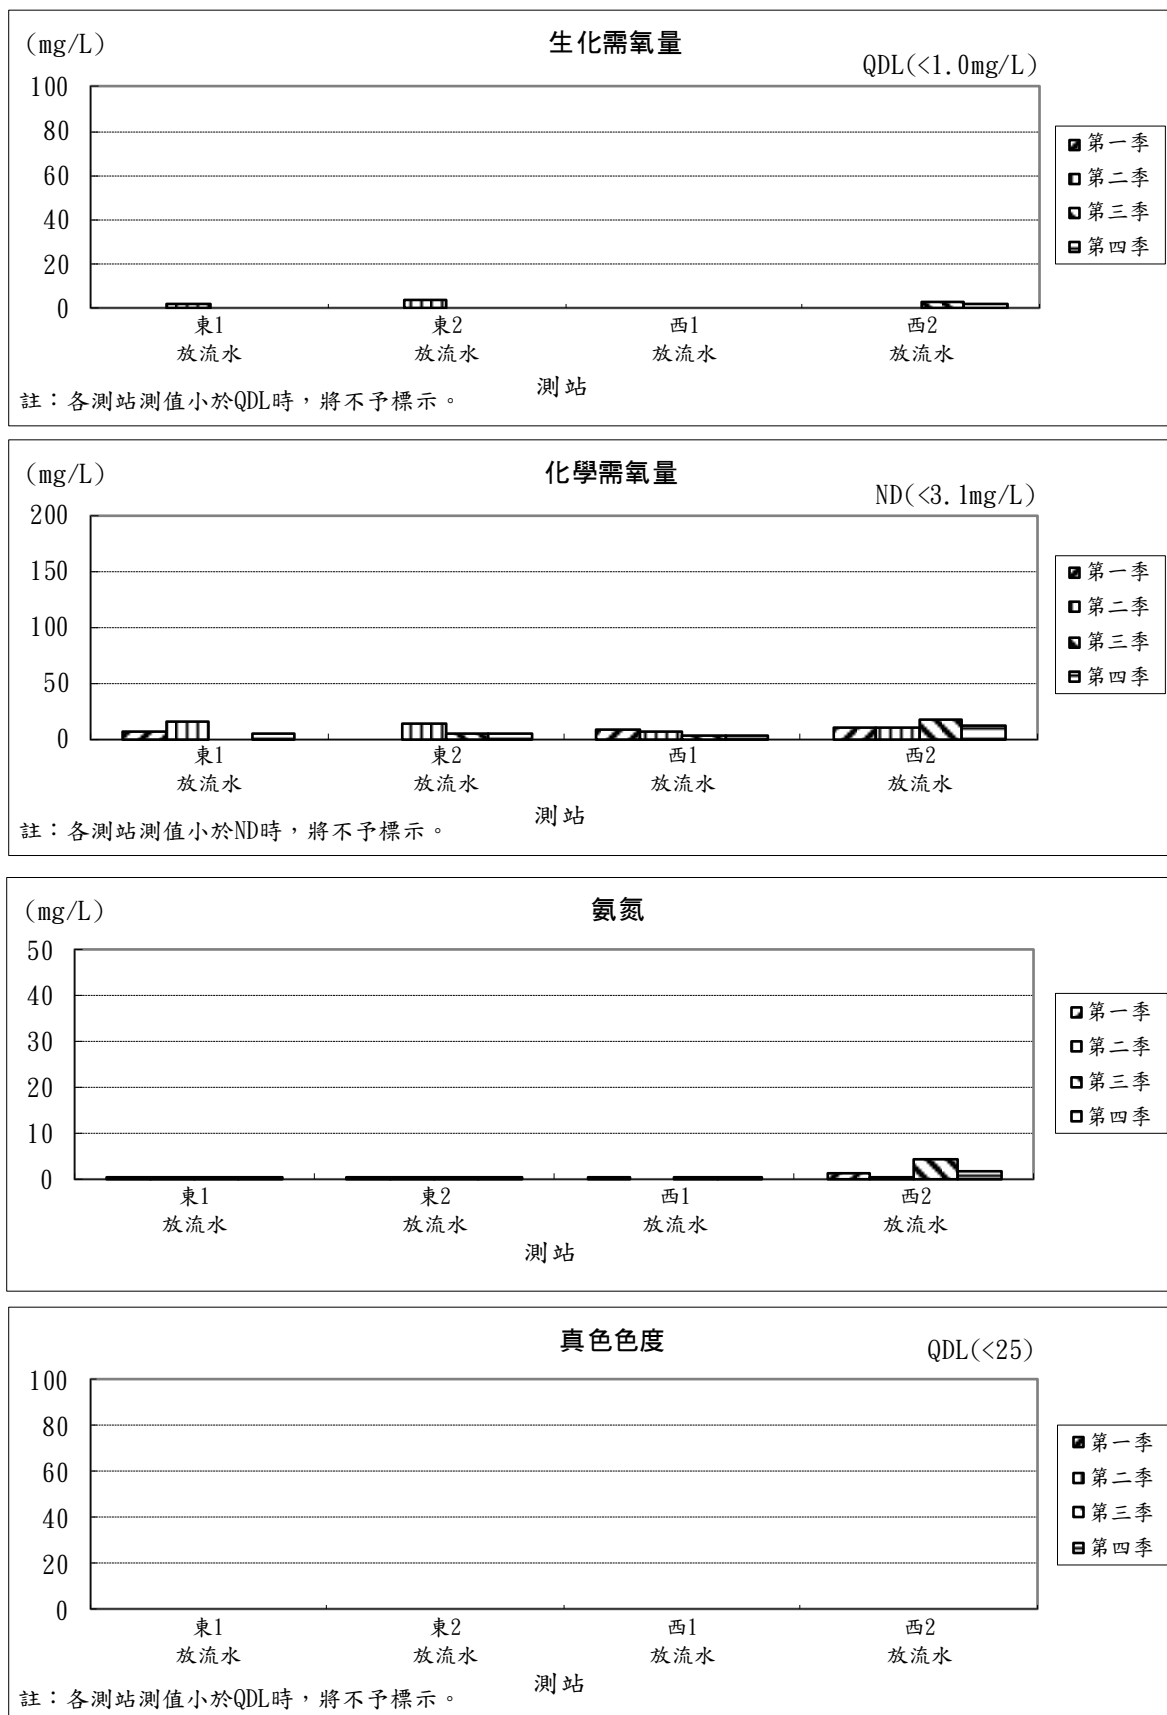 生化需氧量
(mg/L)
QDL(<1.0mg/L)
100
80
60
40
20
0
第一季
第二季
第三季
第四季
東1 東2 西1 西2
放流水 放流水 放流水 放流水
測站
註：各測站測值小於QDL時，將不予標示。
化學需氧量
(mg/L)
ND(<3.1mg/L)
200
150
100
50
0
第一季
第二季
第三季
第四季
東1 東2 西1 西2
放流水 放流水 放流水 放流水
測站
註：各測站測值小於ND時，將不予標示。
氨氮
(mg/L)
50
40
30
20
10
0
第一季
第二季
第三季
第四季
東1 東2 西1 西2
放流水 放流水 放流水 放流水
測站
真色色度
QDL(<25)
100
80
60
40
20
0
第一季
第二季
第三季
第四季
東1 東2 西1 西2
放流水 放流水 放流水 放流水
測站
註：各測站測值小於QDL時，將不予標示。